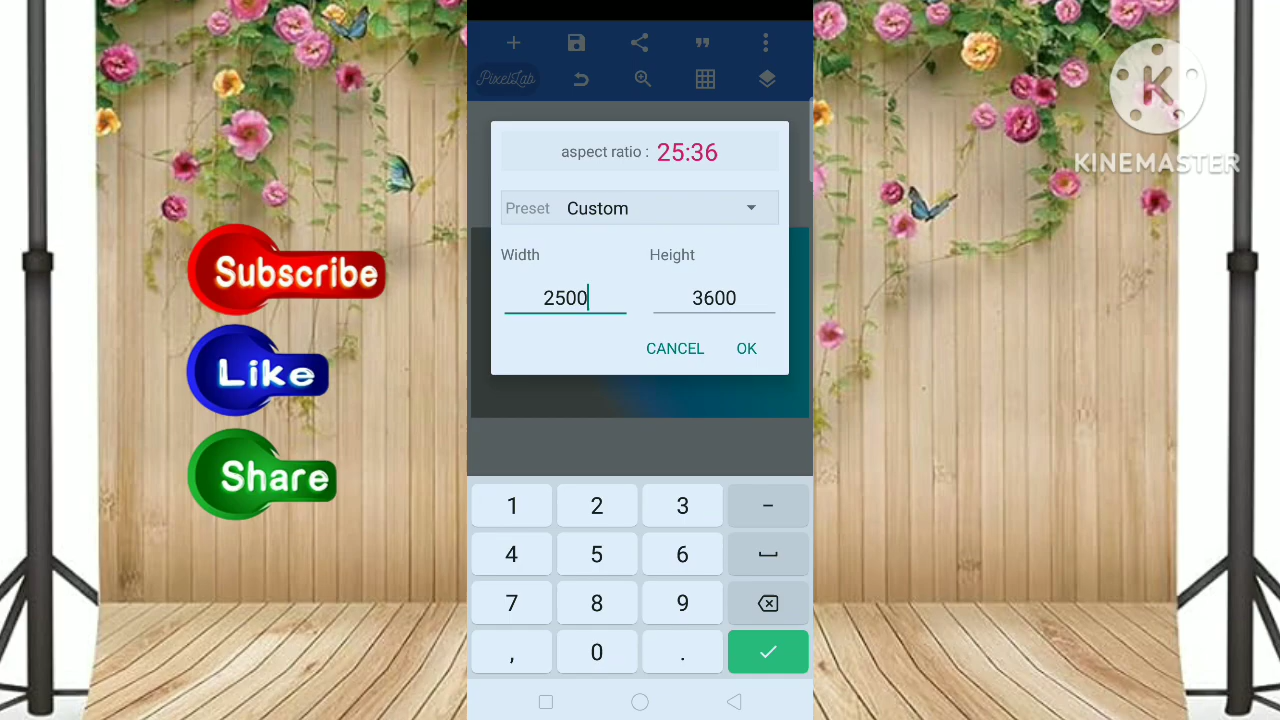 PixelLab
aspect ratio : 25:36
Preset Custom
Width Height
2500 3600
CANCEL OK
1 2 3 –
4 5 6
7 8 9
, 0 .
Subscribe
Like
Share
K
KINEMASTER